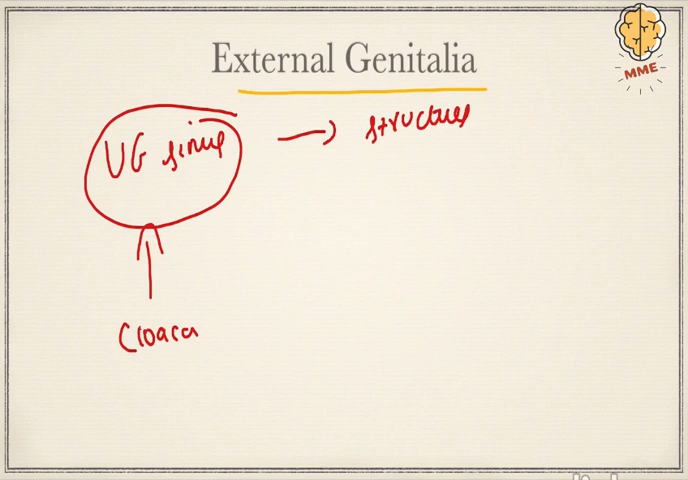 External Genitalia
MME
UG sinus → structures
Cloaca